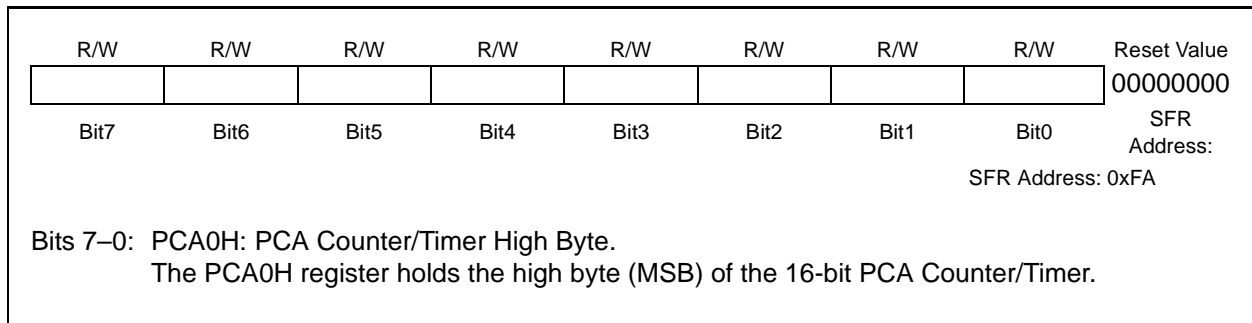 R/W R/W R/W R/W R/W R/W R/W R/W Reset Value
00000000
Bit7 Bit6 Bit5 Bit4 Bit3 Bit2 Bit1 Bit0 SFR
Address:
SFR Address: 0xFA
Bits 7–0: PCA0H: PCA Counter/Timer High Byte.
The PCA0H register holds the high byte (MSB) of the 16-bit PCA Counter/Timer.